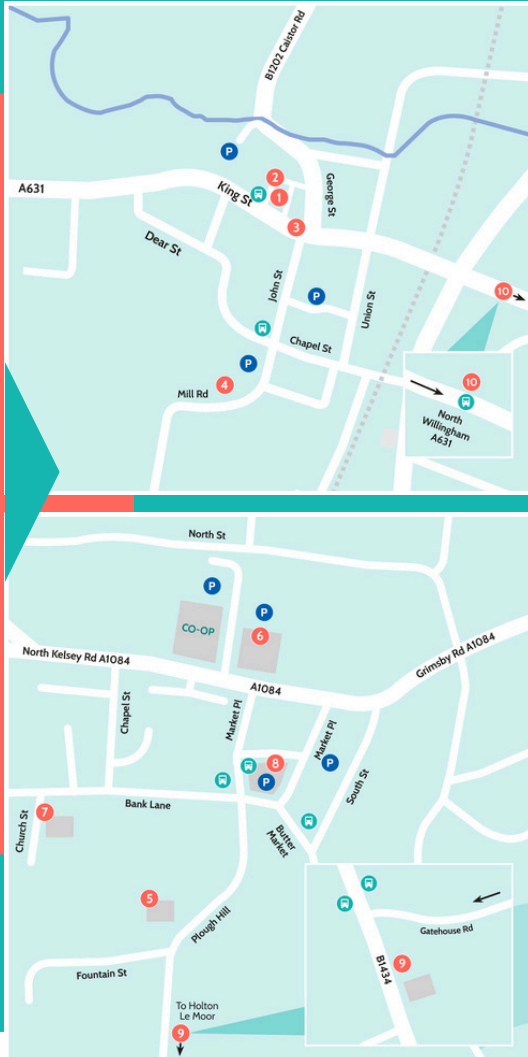 B1202 Caistor Rd
P
A631
2
King St
1
George St
3
Dear St
10
John St
P
Union St
Chapel St
P
4
10
Mill Rd
North
Willingham
A631
North St
P
P
CO-OP
6
North Kelsey Rd A1084
Grimsby Rd A1084
A1084
Chapel St
Market Pl
Market Pl
8
P
P
South St
Bank Lane
7
Church St
Butter
Market
5
Plough Hill
Gatehouse Rd
Fountain St
B1434
9
To Holton
Le Moor
9